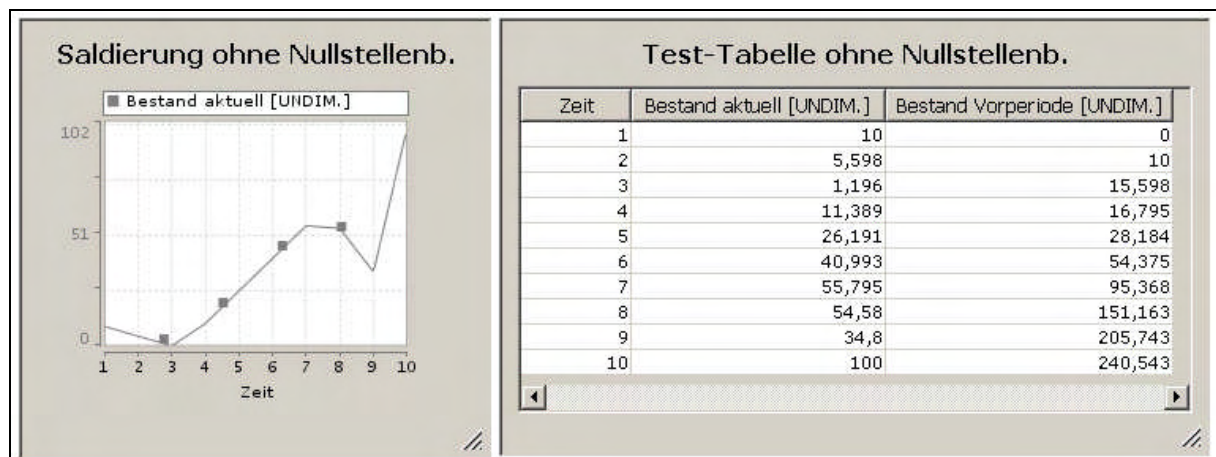 Saldierung ohne Nullstellenb.
Bestand aktuell [UNDIM.]
102
51
0
1 2 3 4 5 6 7 8 9 10
Zeit
Test-Tabelle ohne Nullstellenb.
Zeit Bestand aktuell [UNDIM.] Bestand Vorperiode [UNDIM.]
1 10 0
2 5,598 10
3 1,196 15,598
4 11,389 16,795
5 26,191 28,184
6 40,993 54,375
7 55,795 95,368
8 54,58 151,163
9 34,8 205,743
10 100 240,543